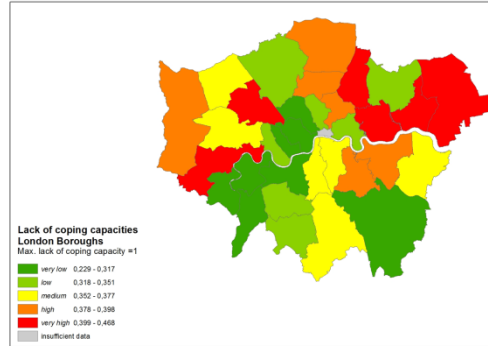 Lack of coping capacities
London Boroughs
Max. lack of coping capacity =1
very low 0,229 - 0,317
low 0,318 - 0,351
medium 0,352 - 0,377
high 0,378 - 0,398
very high 0,399 - 0,468
insufficient data